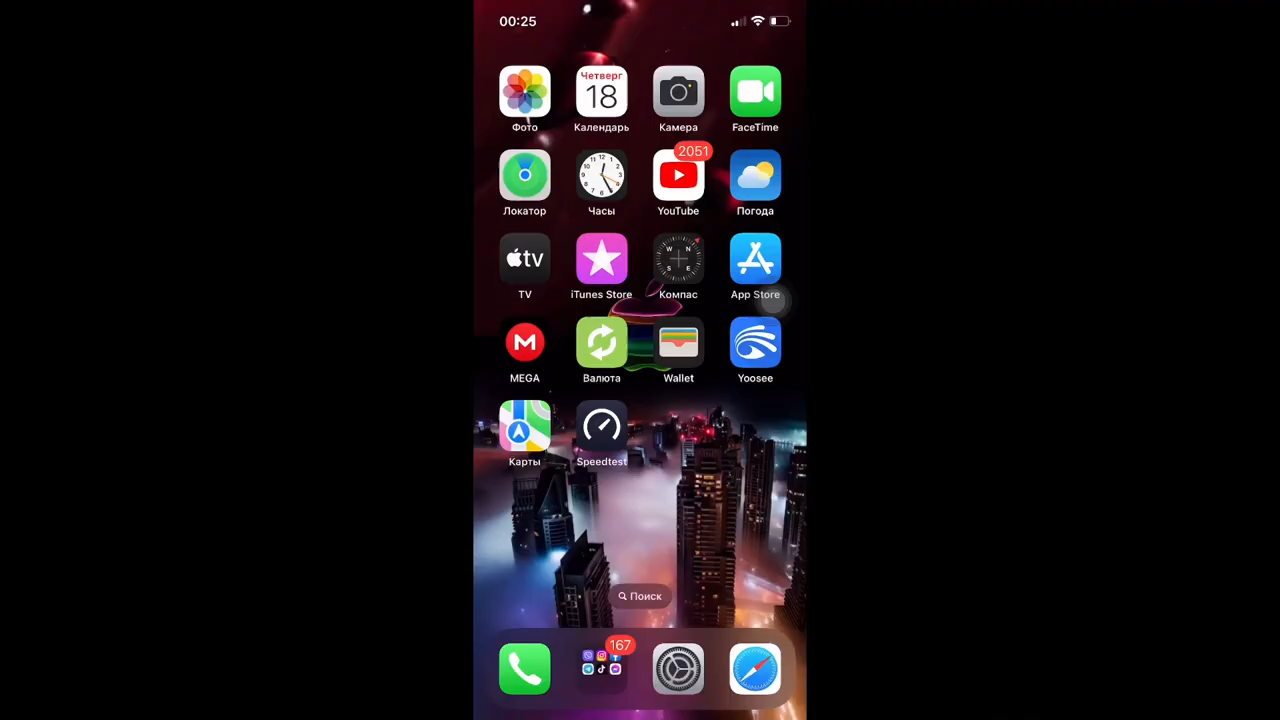 00:25
Четверг
18
Фото
Календарь
Камера
FaceTime
2051
Локатор
Часы
YouTube
Погода
tv
W N
S E
TV
iTunes Store
Компас
App Store
M
MEGA
Валюта
Wallet
Yoosee
Карты
Speedtest
Поиск
167